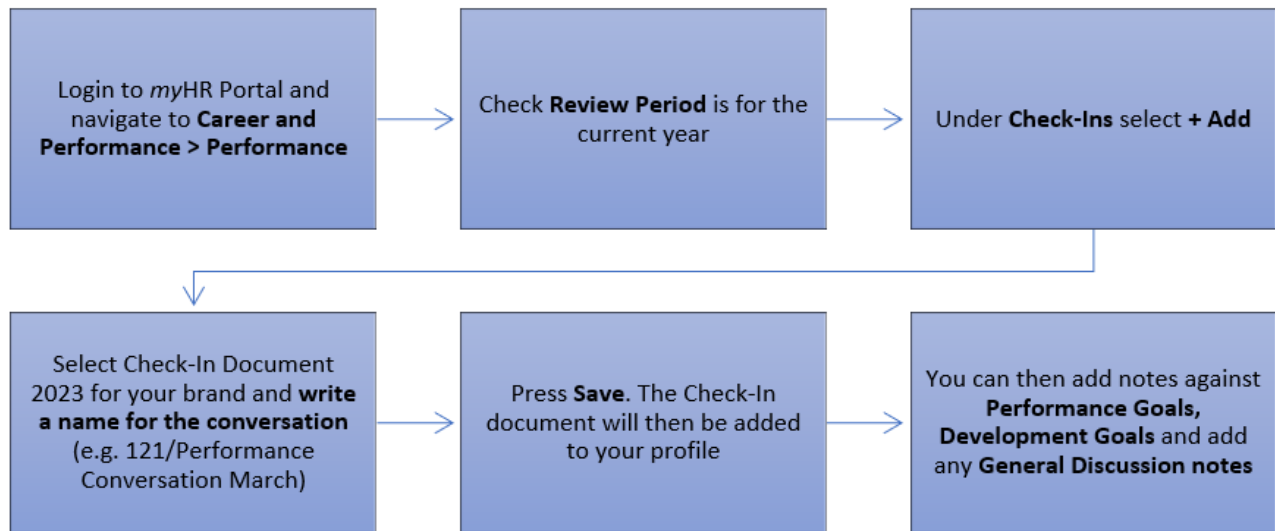 Login to myHR Portal and
navigate to Career and
Performance > Performance
Check Review Period is for the
current year
Under Check-Ins select + Add
Select Check-In Document
2023 for your brand and write
a name for the conversation
(e.g. 121/Performance
Conversation March)
Press Save. The Check-In
document will then be added
to your profile
You can then add notes against
Performance Goals,
Development Goals and add
any General Discussion notes